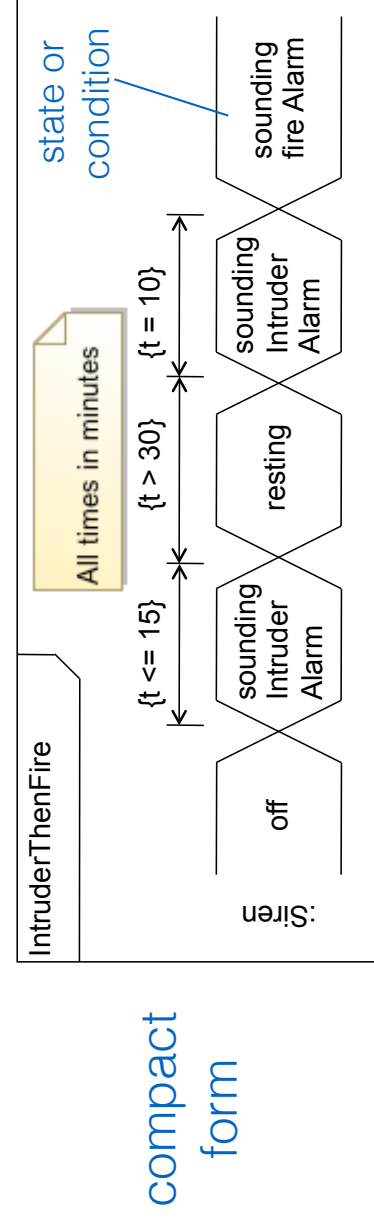 compact
form
IntruderThenFire
All times in minutes
state or
condition
{t <= 15}
{t > 30}
{t = 10}
:Siren
off
sounding
Intruder
Alarm
resting
sounding
Intruder
Alarm
sounding
fire Alarm